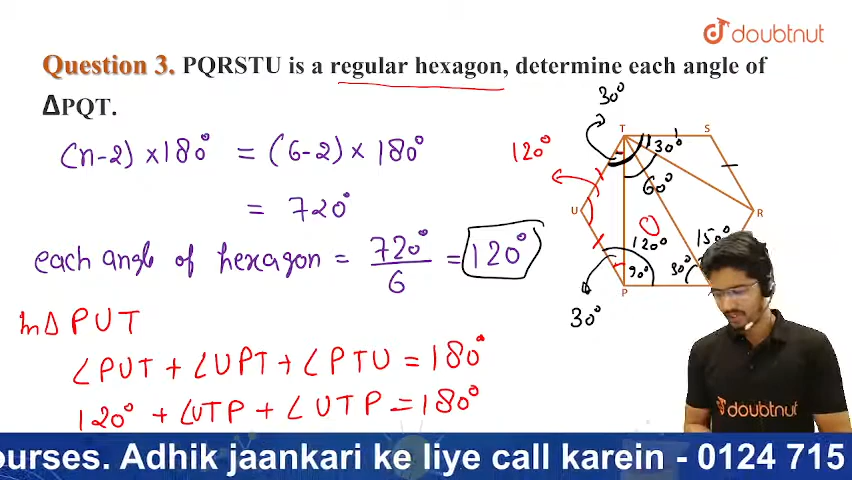 doubtnut
Question 3. PQRSTU is a regular hexagon, determine each angle of
ΔPQT.
(n-2) ×180° = (6-2) × 180°
= 720°
each angle of hexagon = 720°/6 = 120°
In Δ PUT
∠PUT + ∠UPT + ∠PTU = 180°
120° + ∠UTP + ∠UTP = 180°
30°
T S
120° 30°
60°
U R
120° 150°
90° 30°
P
30°
doubtnut
ourses. Adhik jaankari ke liye call karein - 0124 715